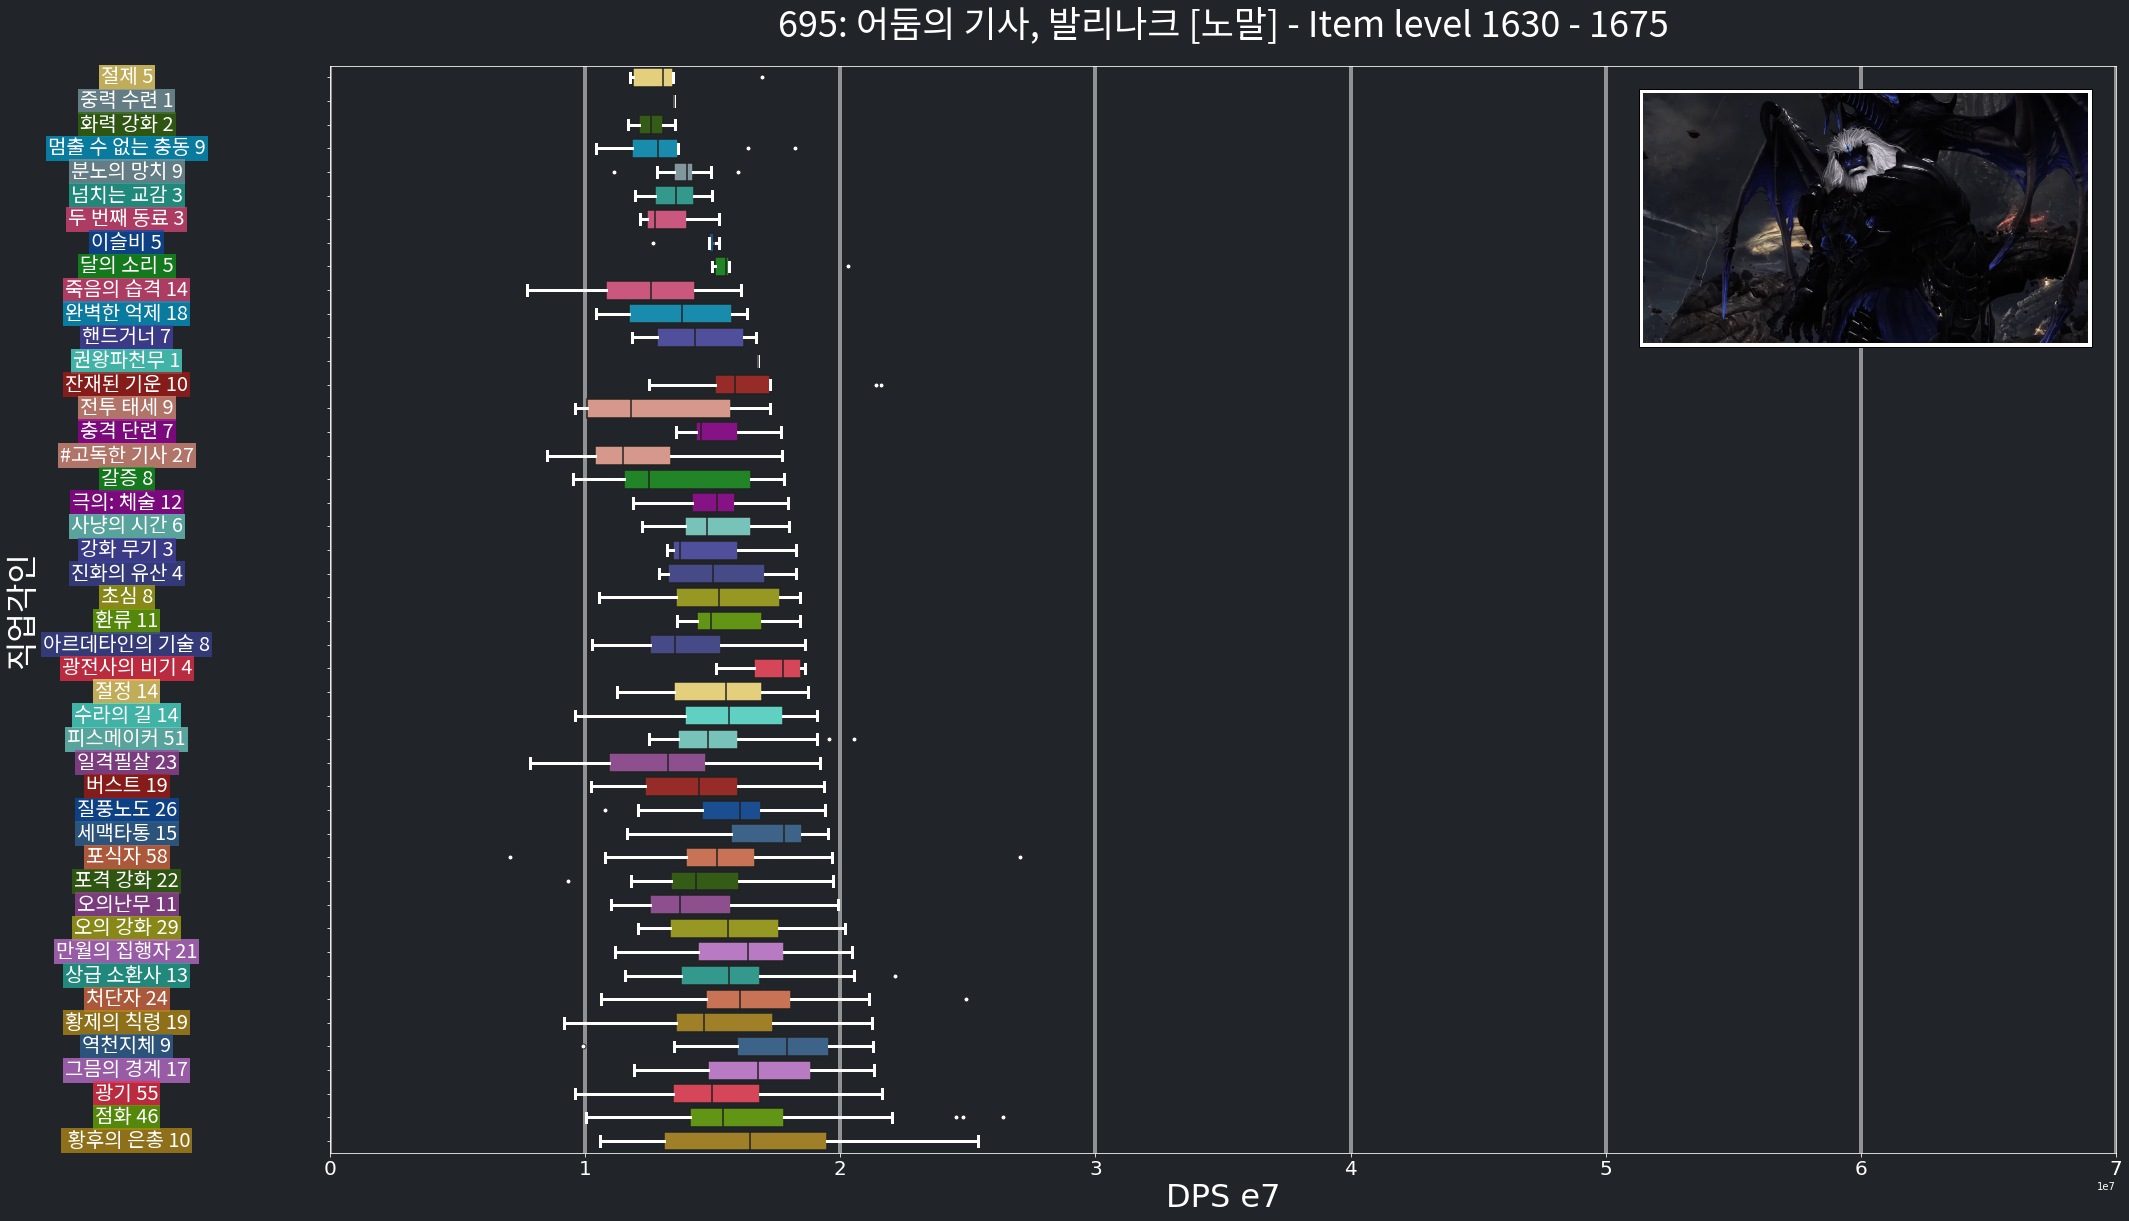 695: 어둠의 기사, 발리나크 [노말] - Item level 1630 - 1675
절제 5
중력 수련 1
화력 강화 2
멈출 수 없는 충동 9
분노의 망치 9
넘치는 교감 3
두 번째 동료 3
이슬비 5
달의 소리 5
죽음의 습격 14
완벽한 억제 18
핸드거너 7
권왕파천무 1
잔재된 기운 10
전투 태세 9
충격 단련 7
#고독한 기사 27
갈증 8
극의: 체술 12
사냥의 시간 6
강화 무기 3
진화의 유산 4
초심 8
환류 11
아르데타인의 기술 8
광전사의 비기 4
절정 14
수라의 길 14
피스메이커 51
일격필살 23
버스트 19
질풍노도 26
세맥타통 15
포식자 58
포격 강화 22
오의난무 11
오의 강화 29
만월의 집행자 21
상급 소환사 13
처단자 24
황제의 칙령 19
역천지체 9
그믐의 경계 17
광기 55
점화 46
황후의 은총 10
직업각인
0 1 2 3 4 5 6 7
1e7
DPS e7